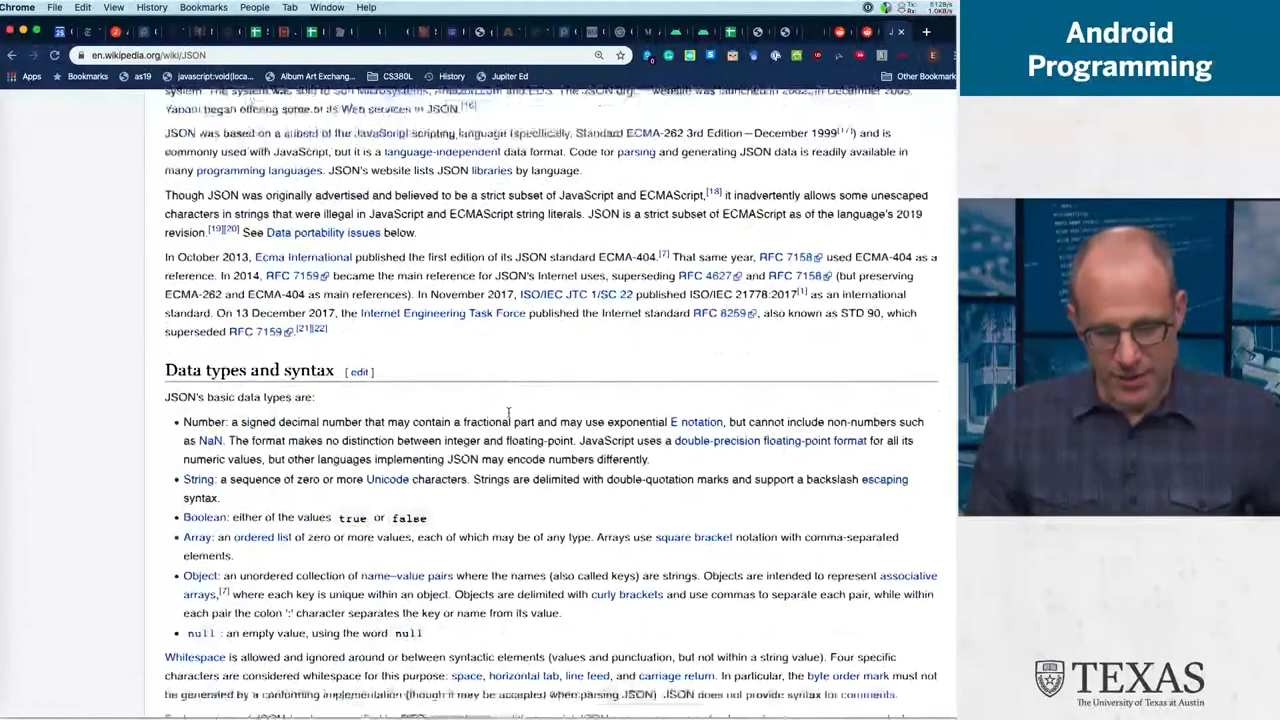 Chrome File Edit View History Bookmarks People Tab Window Help
en.wikipedia.org/wiki/JSON
Apps Bookmarks as19 javascript:void(loca... Album Art Exchang... CS380L History Jupiter Ed Other Bookmarks
Yahoo! began offering some of its Web services in JSON.[16]
JSON was based on a subset of the JavaScript scripting language (specifically, Standard ECMA-262 3rd Edition—December 1999[17]) and is
commonly used with JavaScript, but it is a language-independent data format. Code for parsing and generating JSON data is readily available in
many programming languages. JSON's website lists JSON libraries by language.
Though JSON was originally advertised and believed to be a strict subset of JavaScript and ECMAScript,[18] it inadvertently allows some unescaped
characters in strings that were illegal in JavaScript and ECMAScript string literals. JSON is a strict subset of ECMAScript as of the language's 2019
revision.[19][20] See Data portability issues below.
In October 2013, Ecma International published the first edition of its JSON standard ECMA-404.[7] That same year, RFC 7158 used ECMA-404 as a
reference. In 2014, RFC 7159 became the main reference for JSON's Internet uses, superseding RFC 4627 and RFC 7158 (but preserving
ECMA-262 and ECMA-404 as main references). In November 2017, ISO/IEC JTC 1/SC 22 published ISO/IEC 21778:2017[1] as an international
standard. On 13 December 2017, the Internet Engineering Task Force published the Internet standard RFC 8259, also known as STD 90, which
superseded RFC 7159.[21][22]
Data types and syntax [ edit ]
JSON's basic data types are:
• Number: a signed decimal number that may contain a fractional part and may use exponential E notation, but cannot include non-numbers such
as NaN. The format makes no distinction between integer and floating-point. JavaScript uses a double-precision floating-point format for all its
numeric values, but other languages implementing JSON may encode numbers differently.
• String: a sequence of zero or more Unicode characters. Strings are delimited with double-quotation marks and support a backslash escaping
syntax.
• Boolean: either of the values true or false
• Array: an ordered list of zero or more values, each of which may be of any type. Arrays use square bracket notation with comma-separated
elements.
• Object: an unordered collection of name–value pairs where the names (also called keys) are strings. Objects are intended to represent associative
arrays,[7] where each key is unique within an object. Objects are delimited with curly brackets and use commas to separate each pair, while within
each pair the colon ':' character separates the key or name from its value.
• null : an empty value, using the word null
Whitespace is allowed and ignored around or between syntactic elements (values and punctuation, but not within a string value). Four specific
characters are considered whitespace for this purpose: space, horizontal tab, line feed, and carriage return. In particular, the byte order mark must not
be generated by a conforming implementation (though it may be accepted when parsing JSON). JSON does not provide syntax for comments.
Android
Programming
TEXAS
The University of Texas at Austin